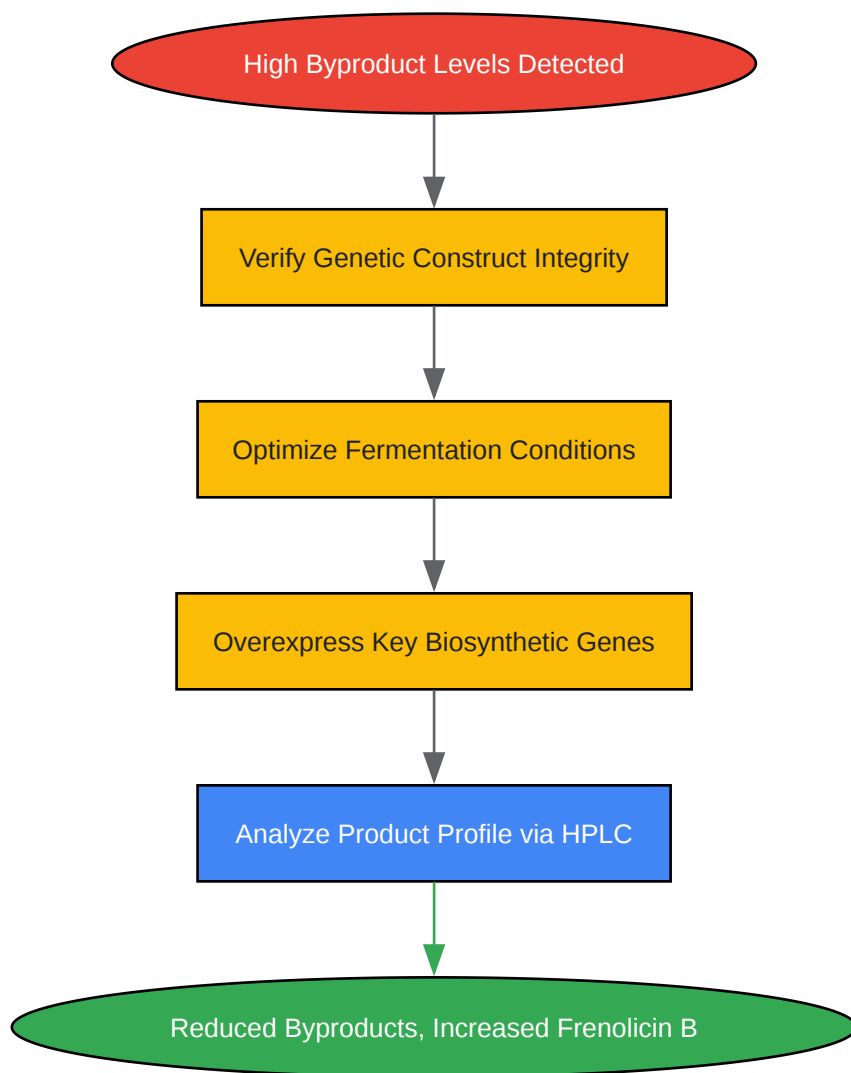 High Byproduct Levels Detected
Verify Genetic Construct Integrity
Optimize Fermentation Conditions
Overexpress Key Biosynthetic Genes
Analyze Product Profile via HPLC
Reduced Byproducts, Increased Frenolicin B